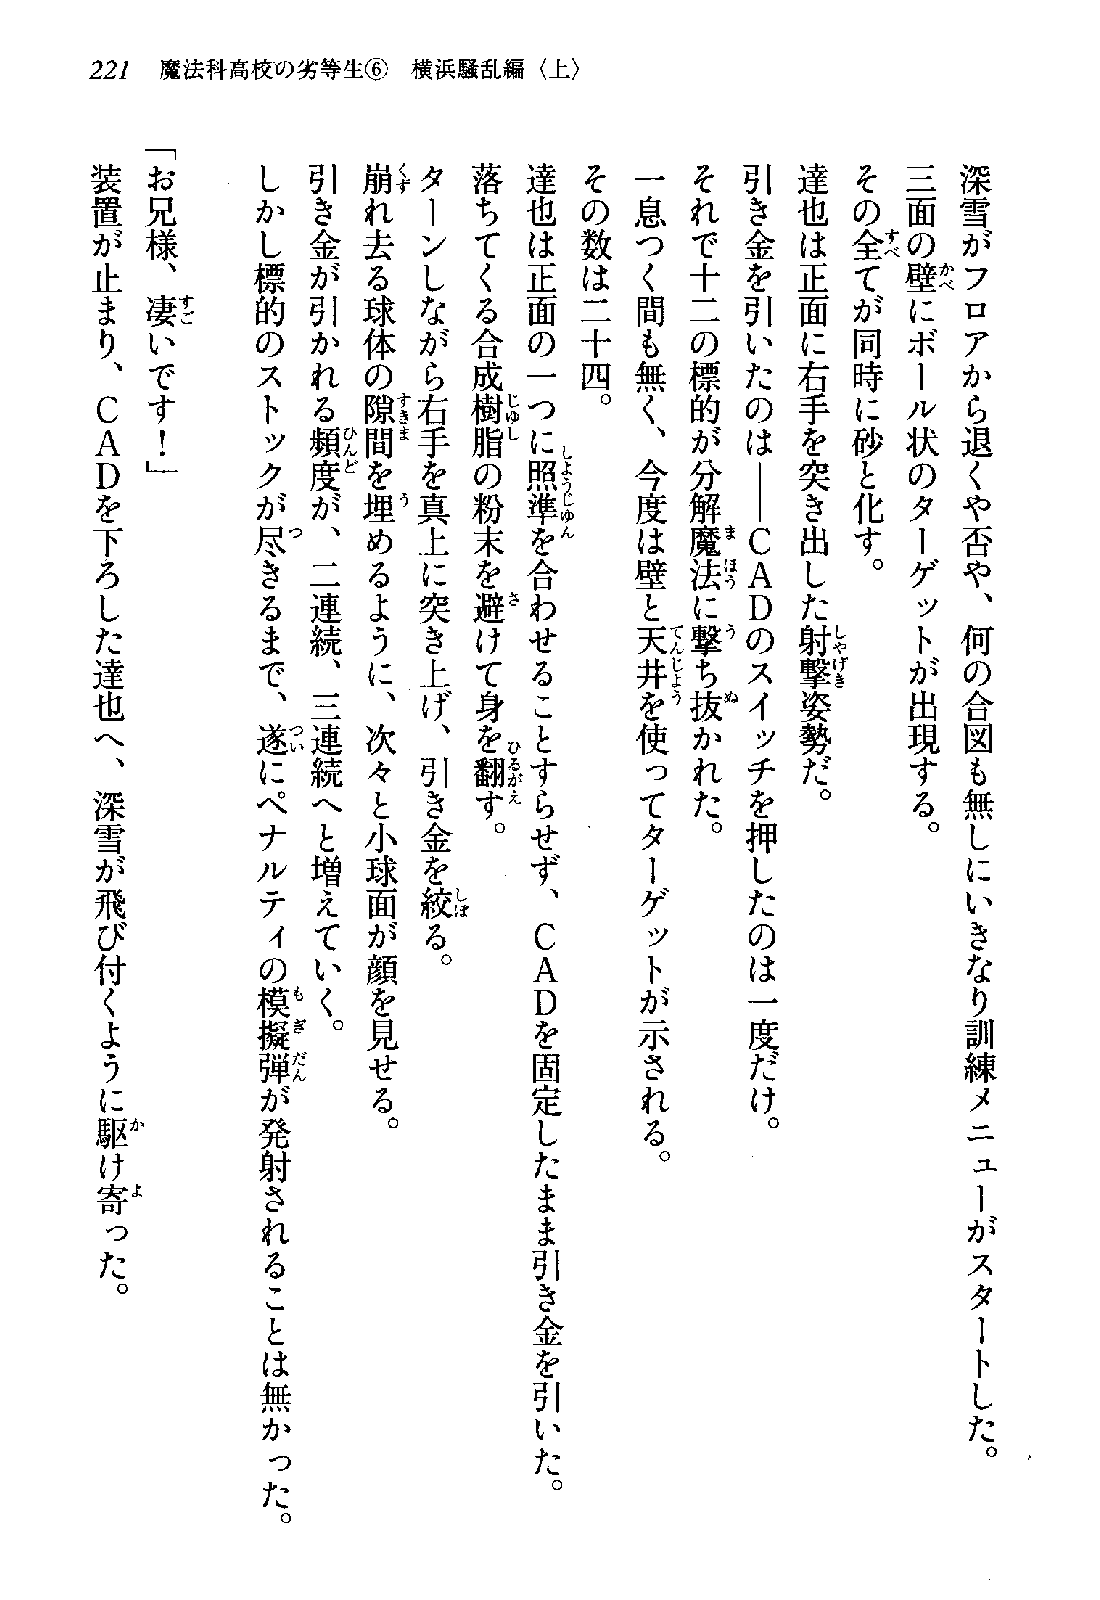 221　魔法科高校の劣等生⑥　横浜騒乱編〈上〉
深雪がフロアから退くや否や、何の合図も無しにいきなり訓練メニューがスタートした。
三面の壁にボール状のターゲットが出現する。
その全てが同時に砂と化す。
達也は正面に右手を突き出した射撃姿勢だ。
引き金を引いたのは――ＣＡＤのスイッチを押したのは一度だけ。
それで十二の標的が分解魔法に撃ち抜かれた。
一息つく間も無く、今度は壁と天井を使ってターゲットが示される。
その数は二十四。
達也は正面の一つに照準を合わせることすらせず、ＣＡＤを固定したまま引き金を引いた。
落ちてくる合成樹脂の粉末を避けて身を翻す。
ターンしながら右手を真上に突き上げ、引き金を絞る。
崩れ去る球体の隙間を埋めるように、次々と小球面が顔を見せる。
引き金が引かれる頻度が、二連続、三連続へと増えていく。
しかし標的のストックが尽きるまで、遂にペナルティの模擬弾が発射されることは無かった。
「お兄様、凄いです！」
装置が止まり、ＣＡＤを下ろした達也へ、深雪が飛び付くように駆け寄った。